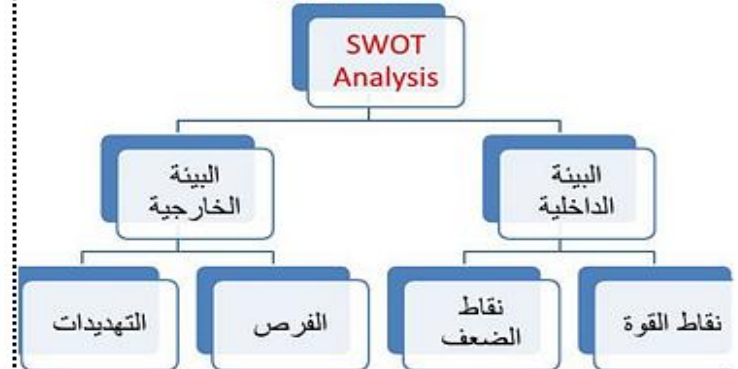 SWOT
Analysis
البيئة
الداخلية
البيئة
الخارجية
نقاط القوة
نقاط
الضعف
الفرص
التهديدات